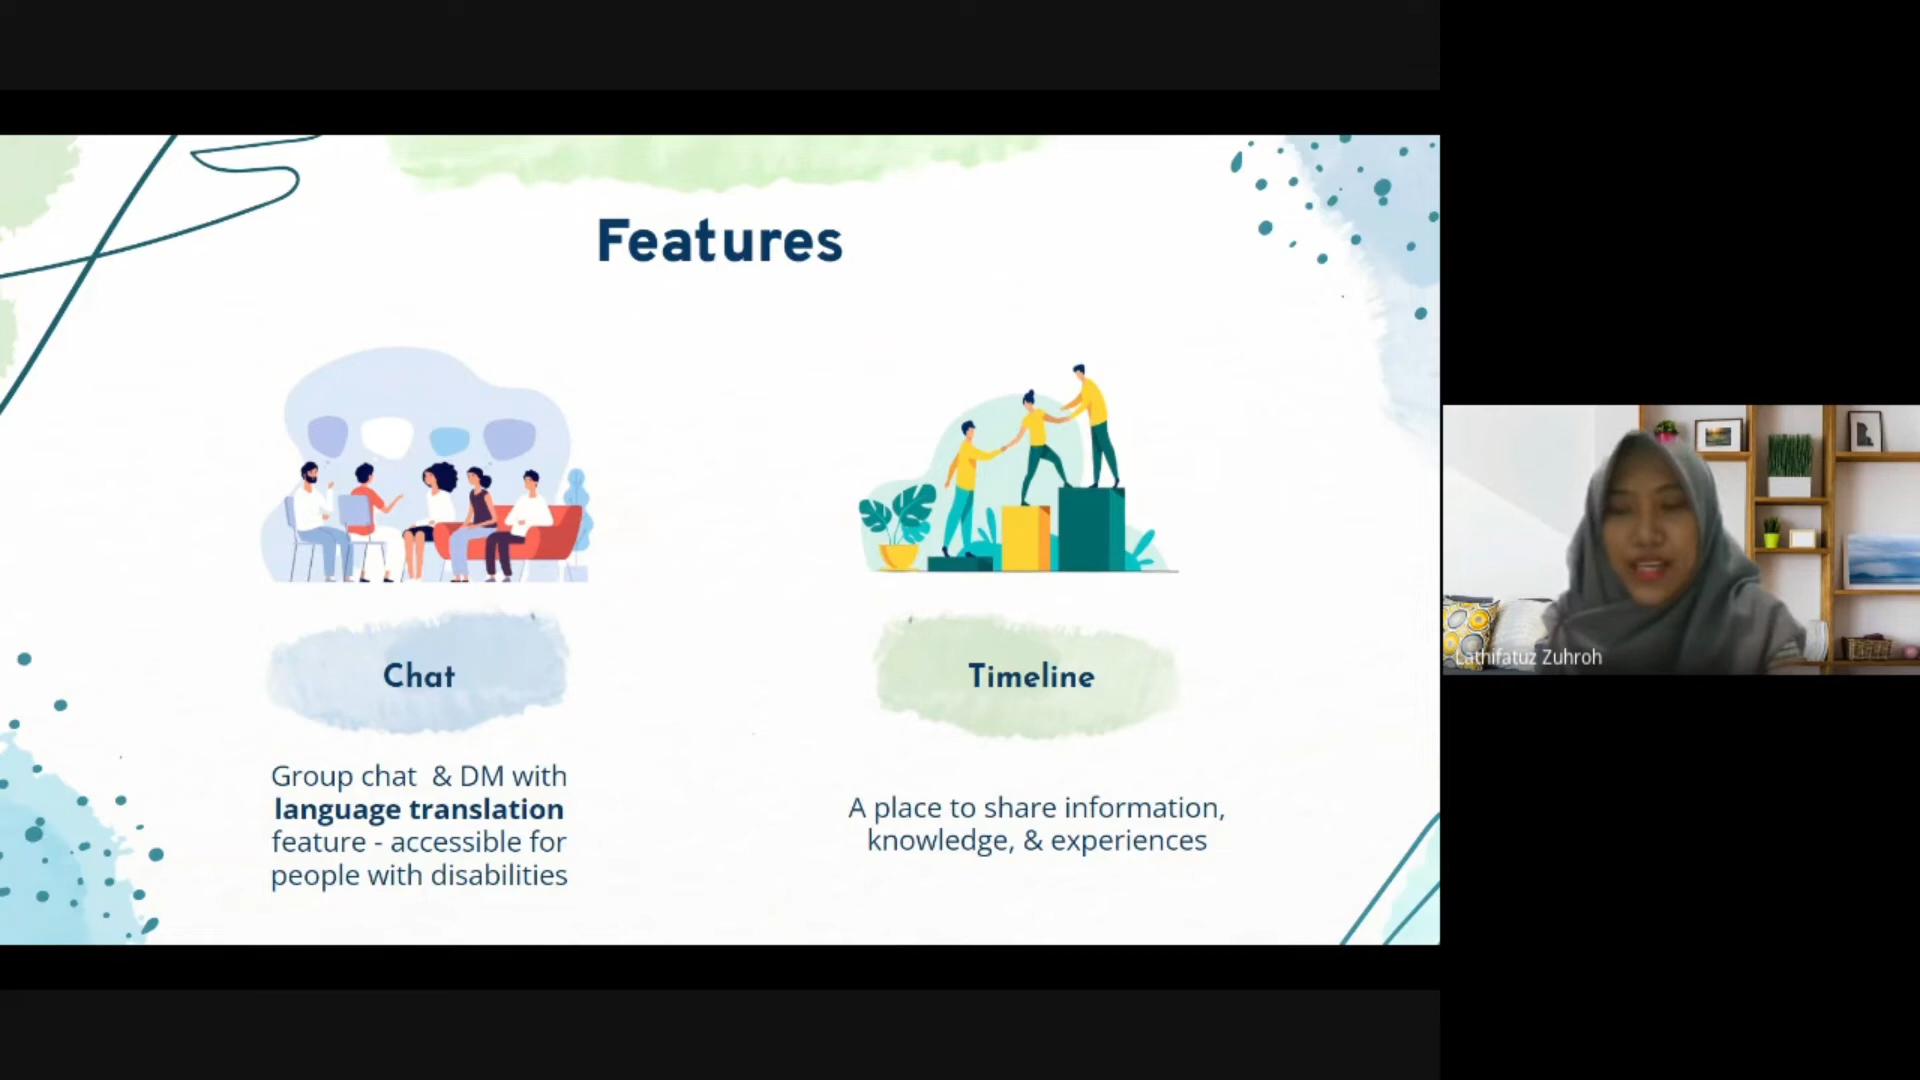 Features
Chat
Group chat & DM with
language translation
feature - accessible for
people with disabilities
Timeline
A place to share information,
knowledge, & experiences
Lathifatuz Zuhroh